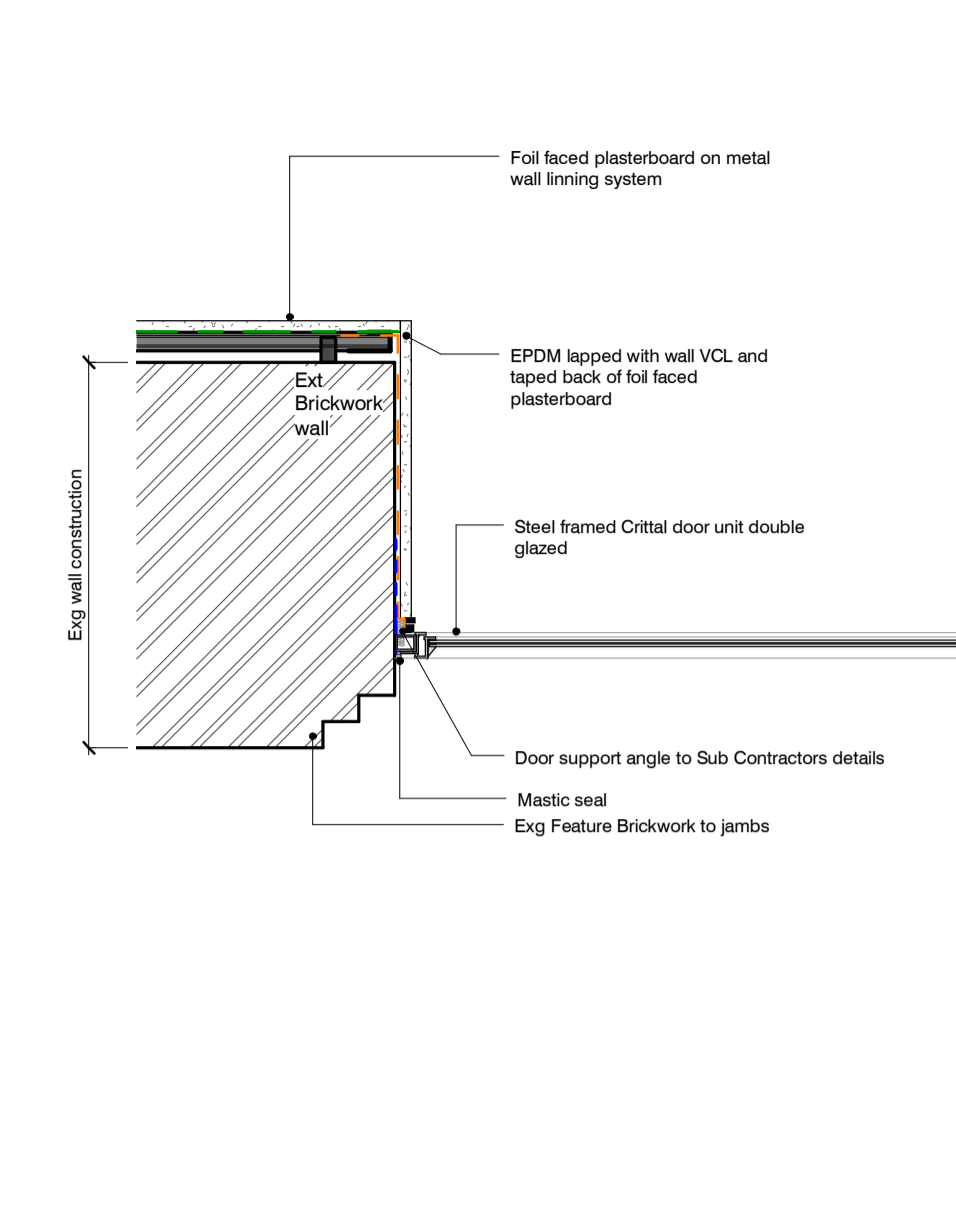 Foil faced plasterboard on metal
wall linning system
EPDM lapped with wall VCL and
taped back of foil faced
plasterboard
Ext
Brickwork
wall
Exg wall construction
Steel framed Crittal door unit double
glazed
Door support angle to Sub Contractors details
Mastic seal
Exg Feature Brickwork to jambs